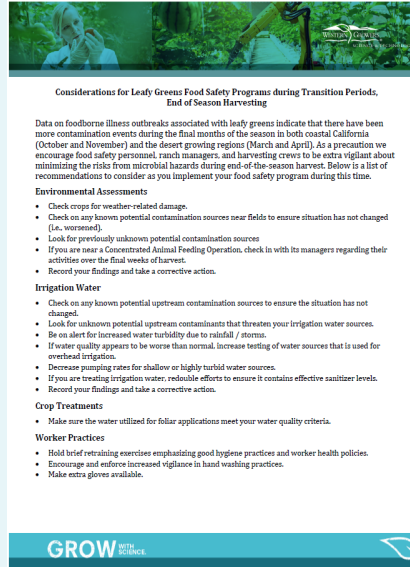 WESTERN GROWERS
Considerations for Leafy Greens Food Safety Programs during Transition Periods,
End of Season Harvesting
Data on foodborne illness outbreaks associated with leafy greens indicate that there have been
more contamination events during the final months of the season in both coastal California
(October and November) and the desert growing regions (March and April). As a precaution we
encourage food safety personnel, ranch managers, and harvesting crews to be extra vigilant about
minimizing the risks from microbial hazards during end-of-the-season harvest. Below is a list of
recommendations to consider as you implement your food safety program during this time.
Environmental Assessments
• Check crops for weather-related damage.
• Check on any known potential contamination sources near fields to ensure situation has not changed
(i.e., worsened).
• Look for previously unknown potential contamination sources
• If you are near a Concentrated Animal Feeding Operation, check in with its managers regarding their
activities over the final weeks of harvest.
• Record your findings and take a corrective action.
Irrigation Water
• Check on any known potential upstream contamination sources to ensure the situation has not
changed.
• Look for unknown potential upstream contaminants that threaten your irrigation water sources.
• Be on alert for increased water turbidity due to rainfall / storms.
• If water quality appears to be worse than normal, increase testing of water sources that is used for
overhead irrigation.
• Decrease pumping rates for shallow or highly turbid water sources.
• If you are treating irrigation water, redouble efforts to ensure it contains effective sanitizer levels.
• Record your findings and take a corrective action.
Crop Treatments
• Make sure the water utilized for foliar applications meet your water quality criteria.
Worker Practices
• Hold brief retraining exercises emphasizing good hygiene practices and worker health policies.
• Encourage and enforce increased vigilance in hand washing practices.
• Make extra gloves available.
GROW WITH SCIENCE.